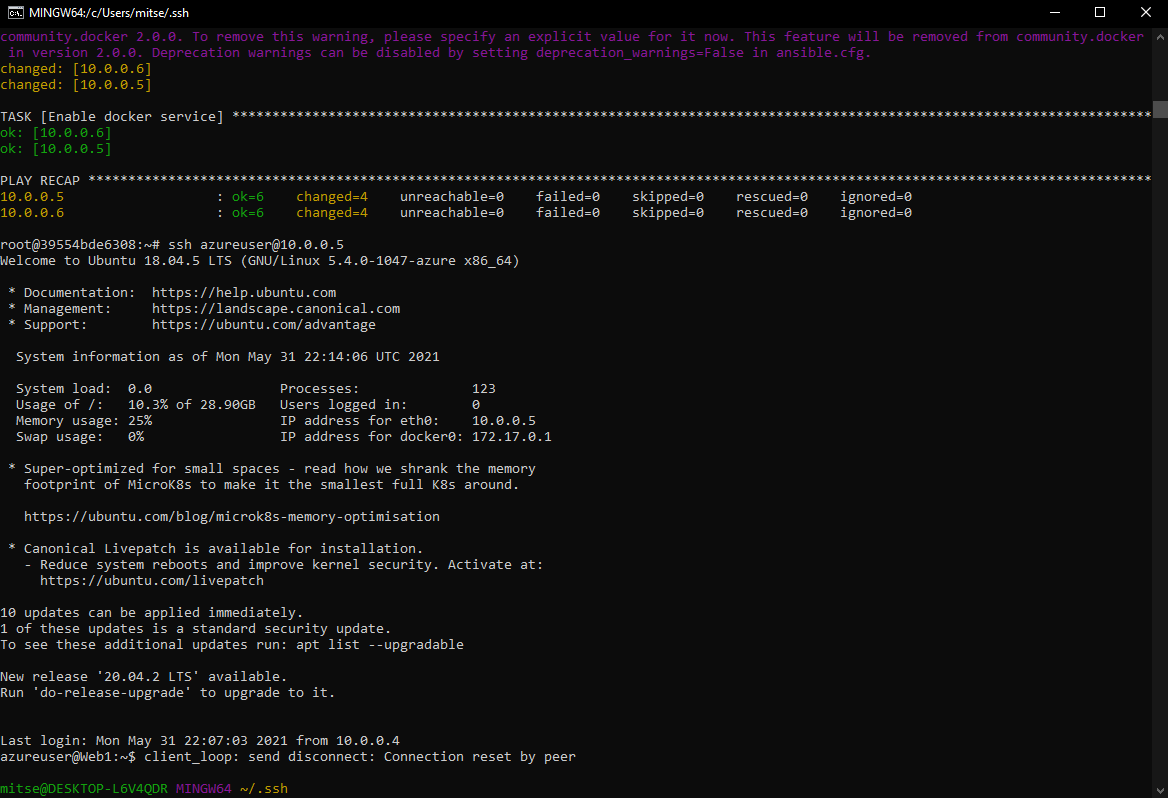 MINGW64:/c/Users/mitse/.ssh
community.docker 2.0.0. To remove this warning, please specify an explicit value for it now. This feature will be removed from community.docker
 in version 2.0.0. Deprecation warnings can be disabled by setting deprecation_warnings=False in ansible.cfg.
changed: [10.0.0.6]
changed: [10.0.0.5]

TASK [Enable docker service] *******************************************************************************************************************
ok: [10.0.0.6]
ok: [10.0.0.5]

PLAY RECAP *************************************************************************************************************************************
10.0.0.5                   : ok=6    changed=4    unreachable=0    failed=0    skipped=0    rescued=0    ignored=0
10.0.0.6                   : ok=6    changed=4    unreachable=0    failed=0    skipped=0    rescued=0    ignored=0

root@39554bde6308:~# ssh azureuser@10.0.0.5
Welcome to Ubuntu 18.04.5 LTS (GNU/Linux 5.4.0-1047-azure x86_64)

 * Documentation:  https://help.ubuntu.com
 * Management:     https://landscape.canonical.com
 * Support:        https://ubuntu.com/advantage

  System information as of Mon May 31 22:14:06 UTC 2021

  System load:  0.0                Processes:              123
  Usage of /:   10.3% of 28.90GB   Users logged in:        0
  Memory usage: 25%                IP address for eth0:    10.0.0.5
  Swap usage:   0%                 IP address for docker0: 172.17.0.1

 * Super-optimized for small spaces - read how we shrank the memory
   footprint of MicroK8s to make it the smallest full K8s around.

   https://ubuntu.com/blog/microk8s-memory-optimisation

 * Canonical Livepatch is available for installation.
   - Reduce system reboots and improve kernel security. Activate at:
     https://ubuntu.com/livepatch

10 updates can be applied immediately.
1 of these updates is a standard security update.
To see these additional updates run: apt list --upgradable

New release '20.04.2 LTS' available.
Run 'do-release-upgrade' to upgrade to it.


Last login: Mon May 31 22:07:03 2021 from 10.0.0.4
azureuser@Web1:~$ client_loop: send disconnect: Connection reset by peer

mitse@DESKTOP-L6V4QDR MINGW64 ~/.ssh